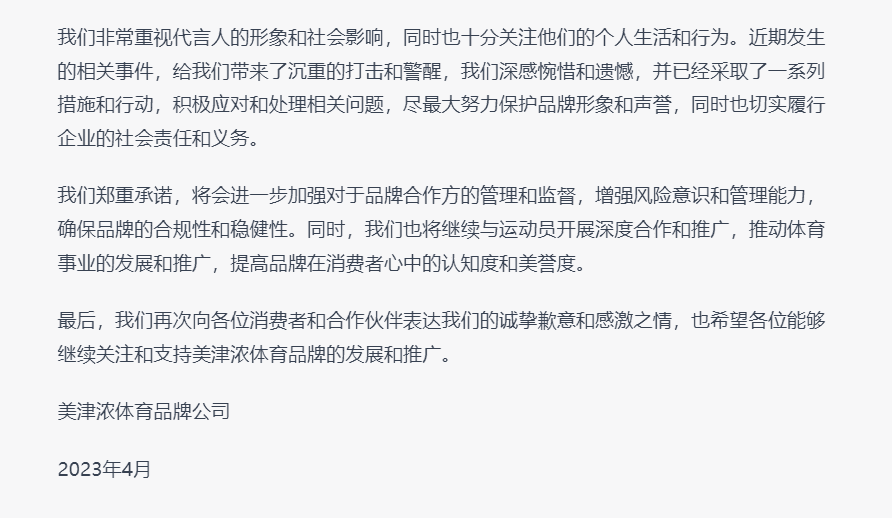 我们非常重视代言人的形象和社会影响，同时也十分关注他们的个人生活和行为。近期发生
的相关事件，给我们带来了沉重的打击和警醒，我们深感惋惜和遗憾，并已经采取了一系列
措施和行动，积极应对和处理相关问题，尽最大努力保护品牌形象和声誉，同时也切实履行
企业的社会责任和义务。
我们郑重承诺，将会进一步加强对于品牌合作方的管理和监督，增强风险意识和管理能力，
确保品牌的合规性和稳健性。同时，我们也将继续与运动员开展深度合作和推广，推动体育
事业的发展和推广，提高品牌在消费者心中的认知度和美誉度。
最后，我们再次向各位消费者和合作伙伴表达我们的诚挚歉意和感激之情，也希望各位能够
继续关注和支持美津浓体育品牌的发展和推广。
美津浓体育品牌公司
2023年4月